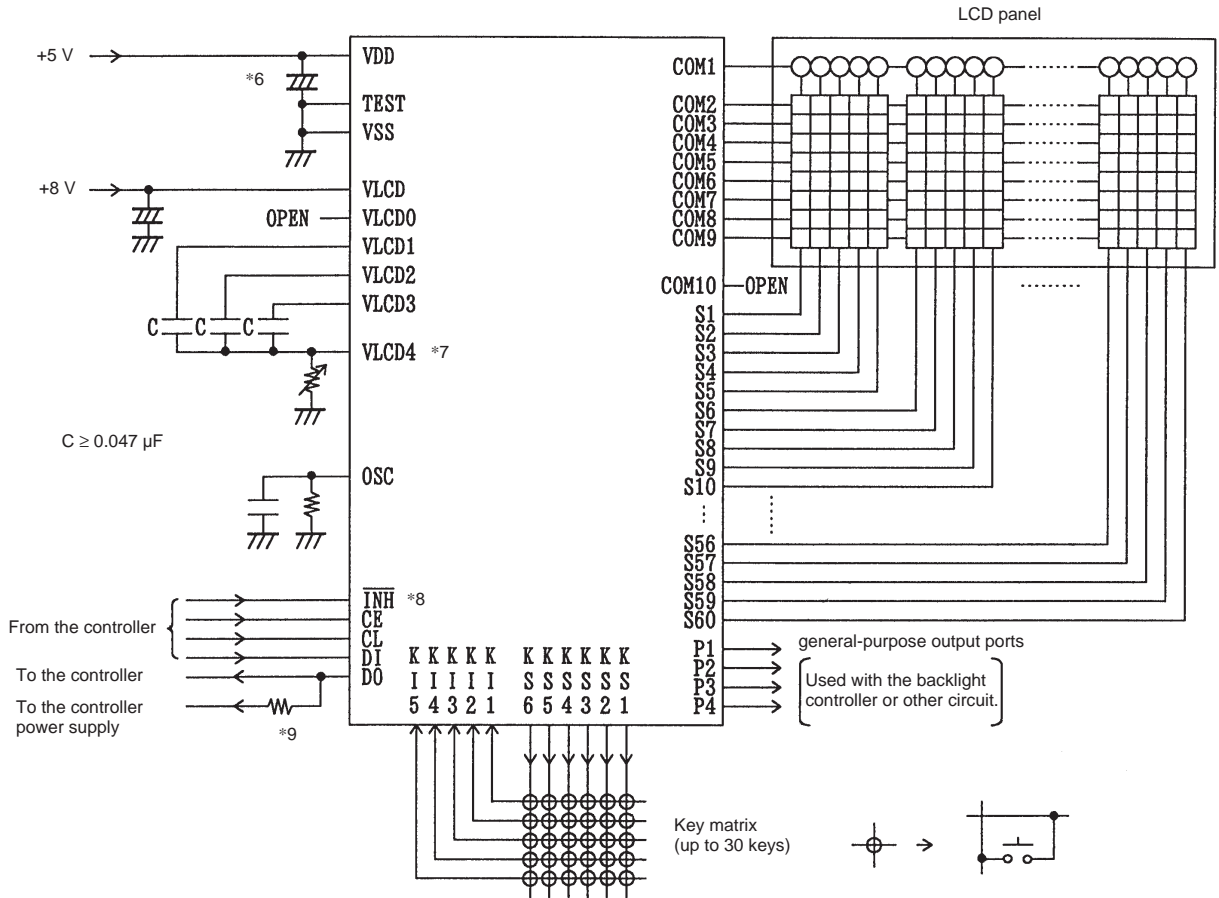 LCD panel
+5 V
VDD
*6
TEST
VSS
+8 V
VLCD
OPEN
VLCD0
VLCD1
VLCD2
VLCD3
C
C
C
VLCD4
*7
C ≥ 0.047 µF
OSC
INH
*8
From the controller
CE
CL
DI
To the controller
DO
To the controller
power supply
*9
K K K K K K K K K K K
I I I I I S S S S S S
5 4 3 2 1 6 5 4 3 2 1
COM1
COM2
COM3
COM4
COM5
COM6
COM7
COM8
COM9
COM10
OPEN
S1
S2
S3
S4
S5
S6
S7
S8
S9
S10
S56
S57
S58
S59
S60
P1
P2
P3
P4
general-purpose output ports
Used with the backlight
controller or other circuit.
Key matrix
(up to 30 keys)